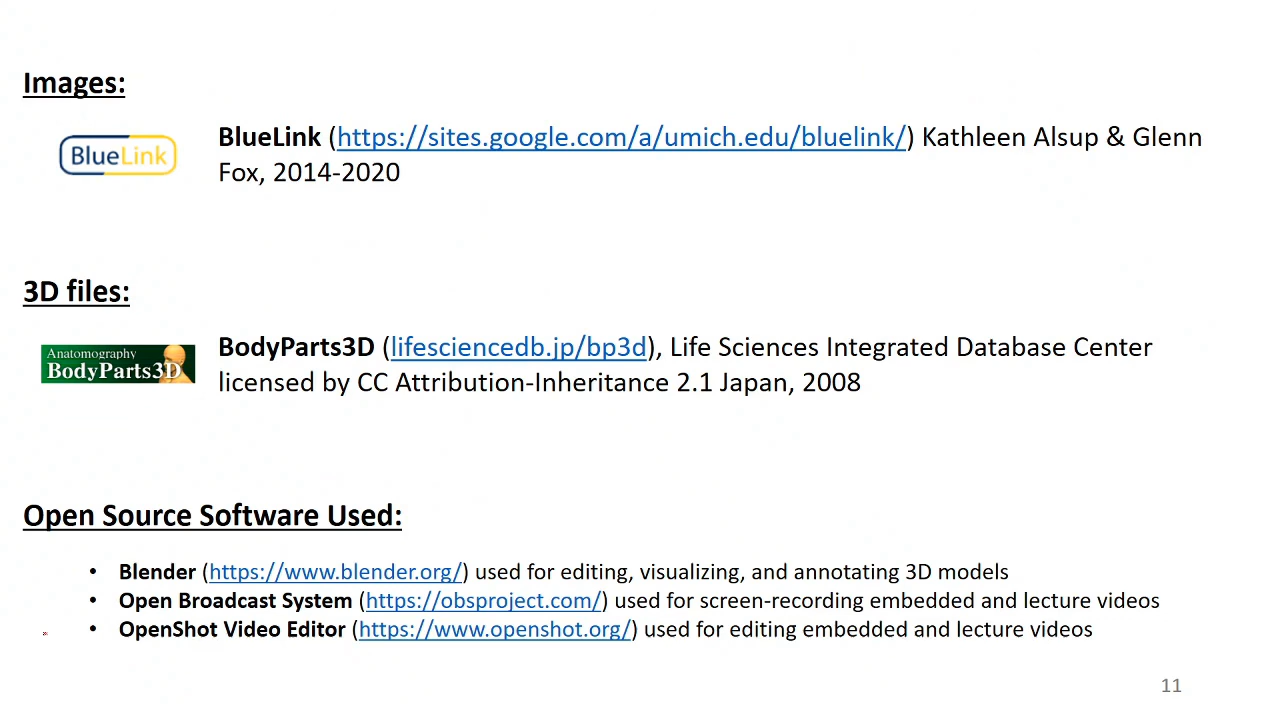 Images:
BlueLink
BlueLink (https://sites.google.com/a/umich.edu/bluelink/) Kathleen Alsup & Glenn
Fox, 2014-2020
3D files:
Anatomography
BodyParts3D
BodyParts3D (lifesciencedb.jp/bp3d), Life Sciences Integrated Database Center
licensed by CC Attribution-Inheritance 2.1 Japan, 2008
Open Source Software Used:
• Blender (https://www.blender.org/) used for editing, visualizing, and annotating 3D models
• Open Broadcast System (https://obsproject.com/) used for screen-recording embedded and lecture videos
• OpenShot Video Editor (https://www.openshot.org/) used for editing embedded and lecture videos
11